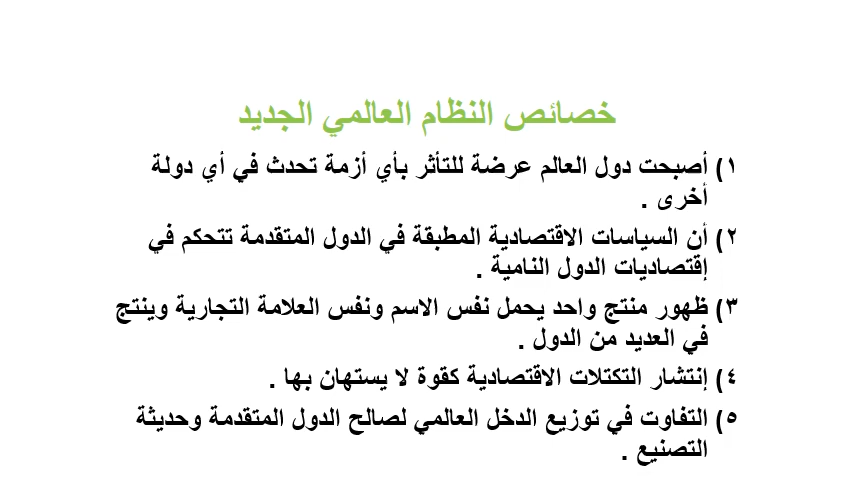 خصائص النظام العالمي الجديد
١) أصبحت دول العالم عرضة للتأثر بأي أزمة تحدث في أي دولة
أخرى .
٢) أن السياسات الاقتصادية المطبقة في الدول المتقدمة تتحكم في
إقتصاديات الدول النامية .
٣) ظهور منتج واحد يحمل نفس الاسم ونفس العلامة التجارية وينتج
في العديد من الدول .
٤) إنتشار التكتلات الاقتصادية كقوة لا يستهان بها .
٥) التفاوت في توزيع الدخل العالمي لصالح الدول المتقدمة وحديثة
التصنيع .